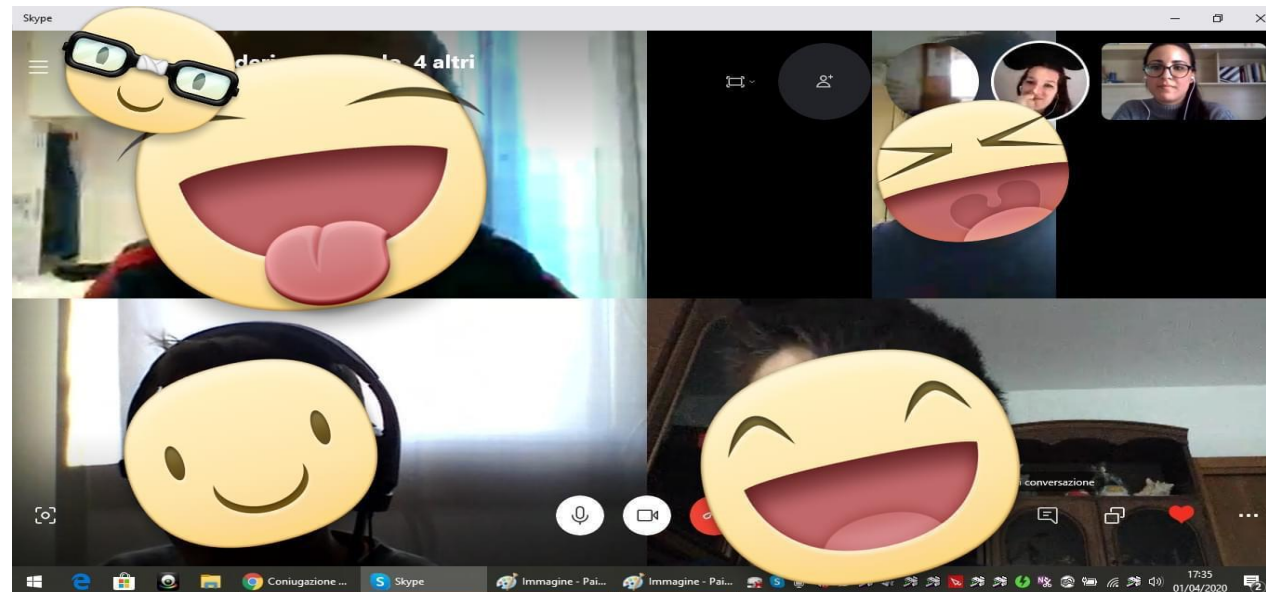 Skype
4 altri
conversazione
Coniugazione ...
Skype
Immagine - Pai...
Immagine - Pai...
17:35
01/04/2020